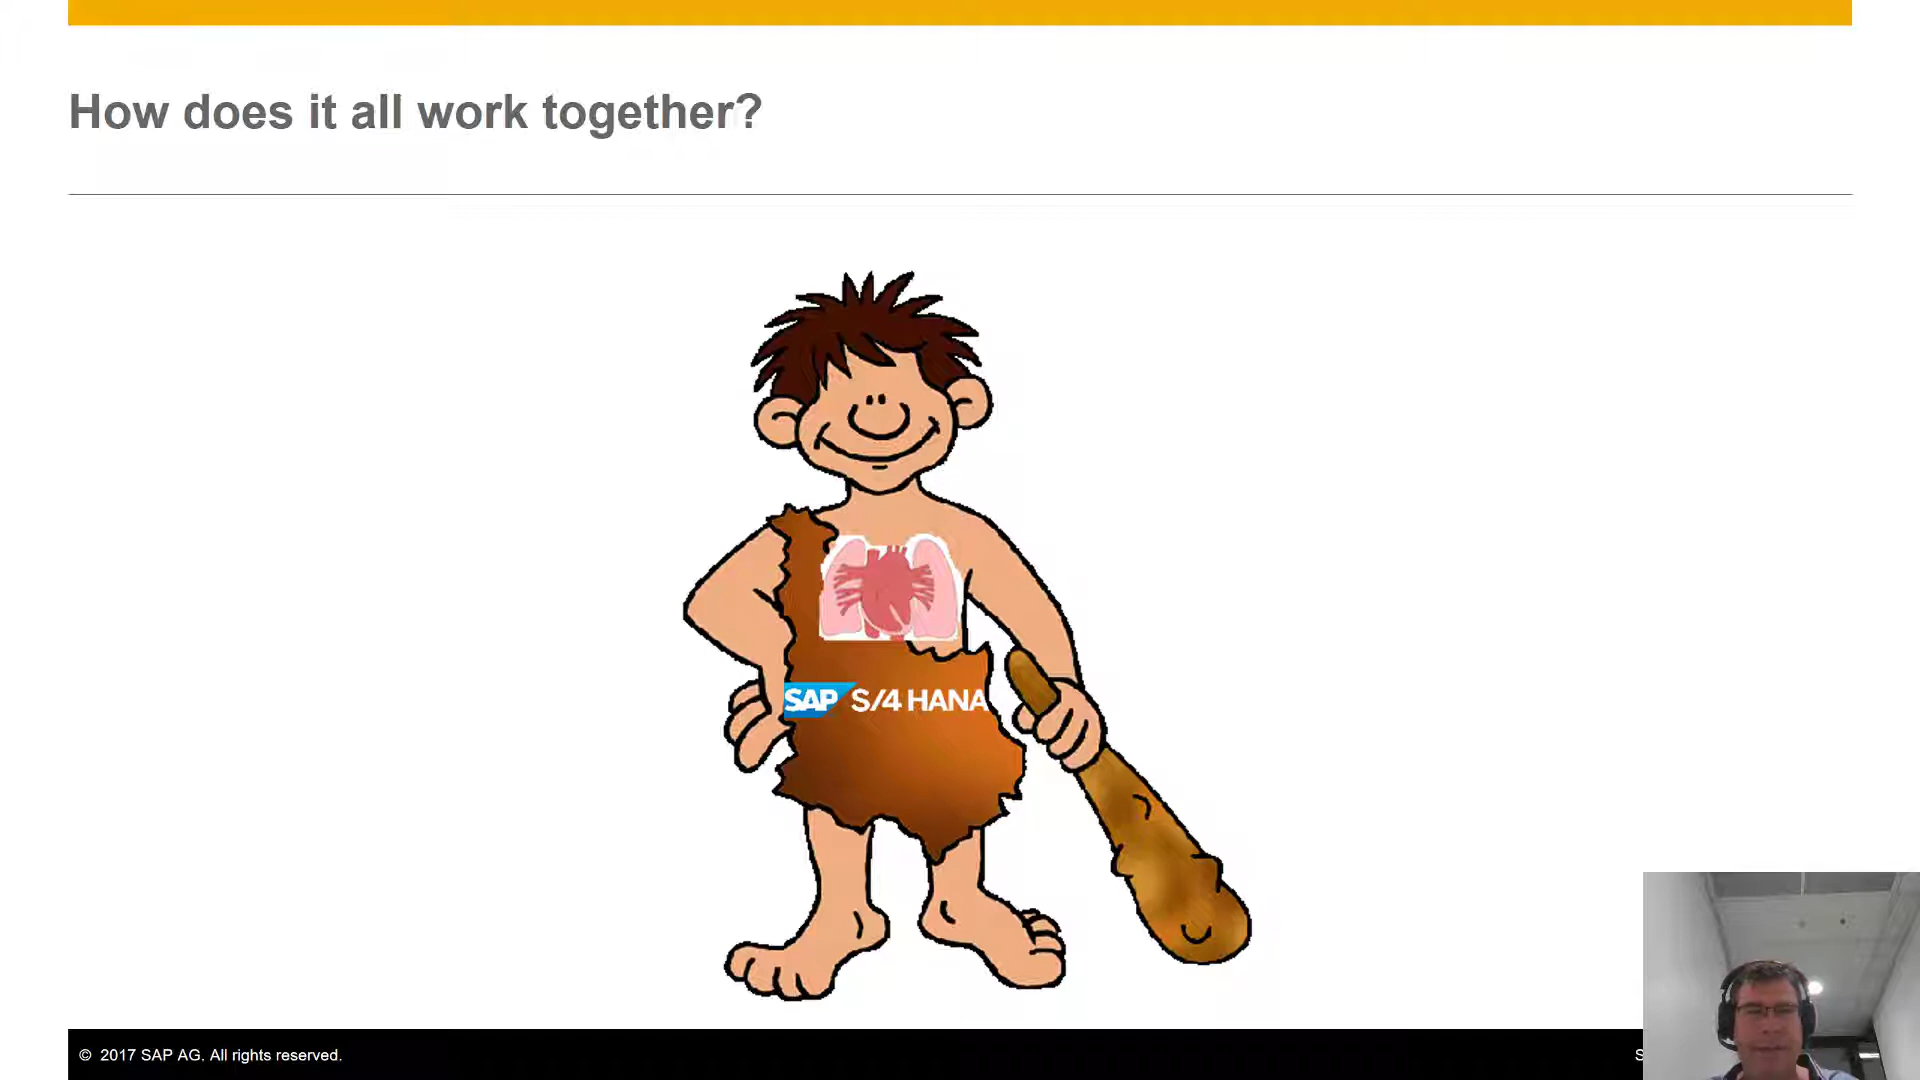 How does it all work together?
SAP S/4 HANA
© 2017 SAP AG. All rights reserved.
S